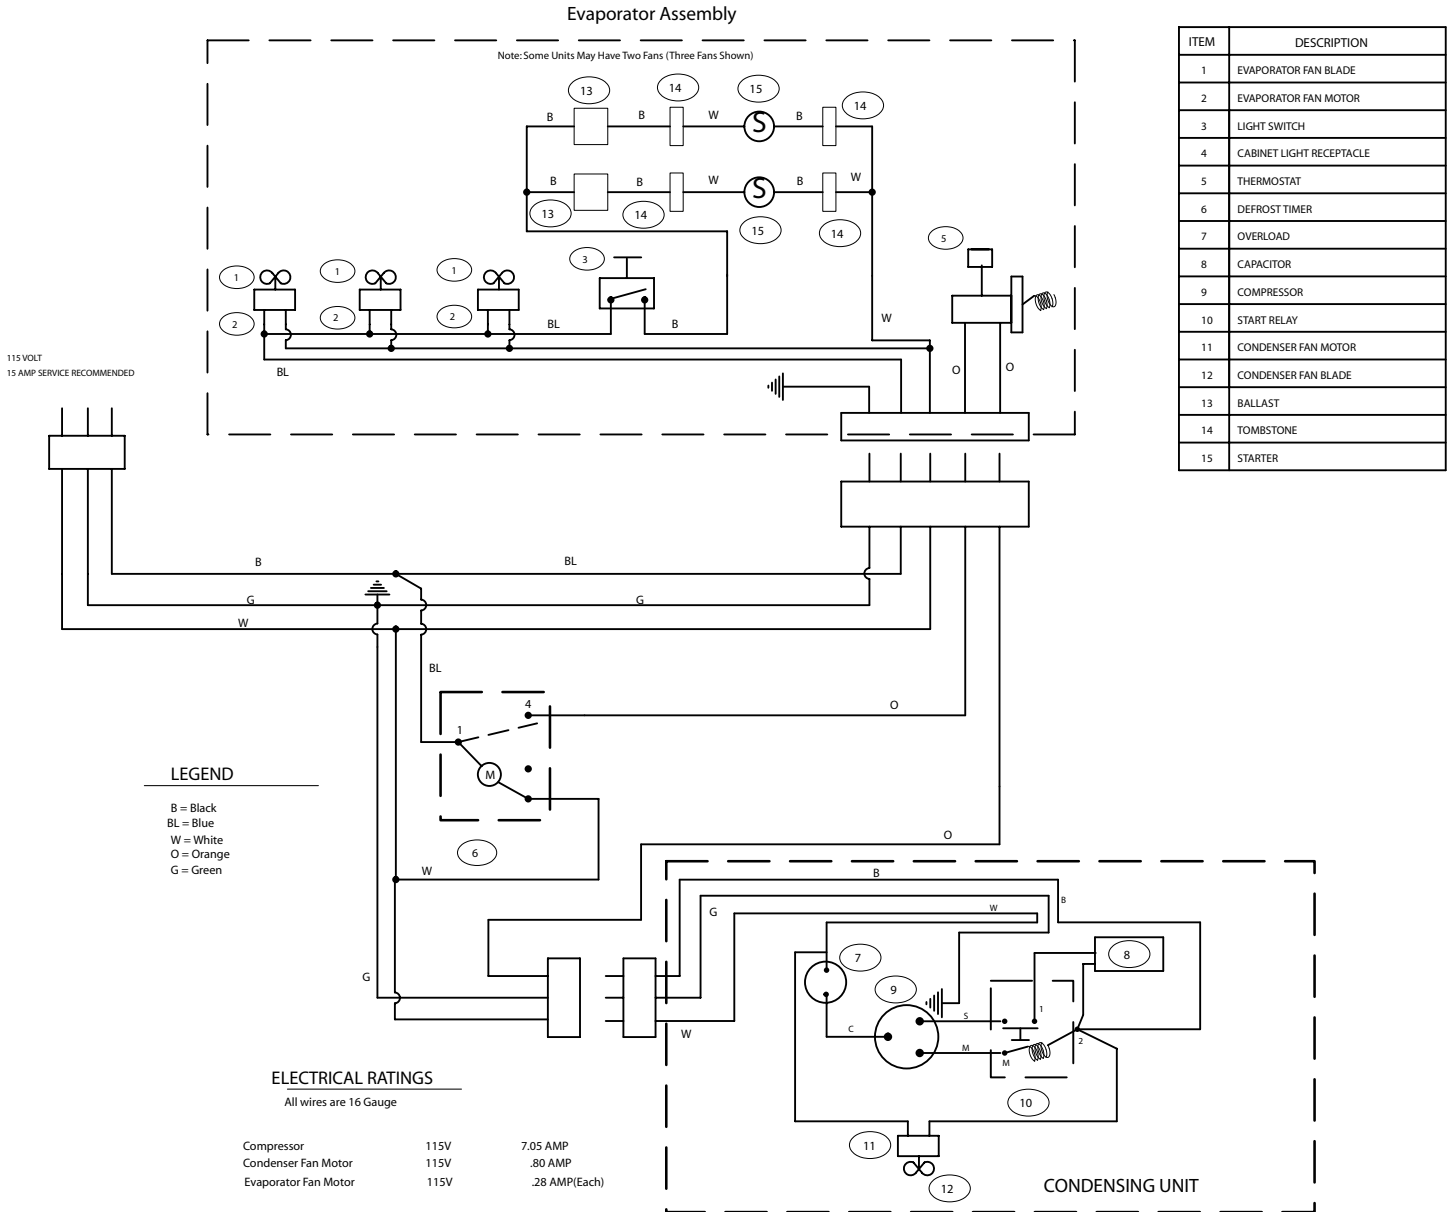 Evaporator Assembly
Note: Some Units May Have Two Fans (Three Fans Shown)
13
14
15
14
B
B
W
B
B
B
W
B
W
13
14
15
14
1
1
1
3
5
2
2
2
BL
B
W
O
O
BL
115 VOLT
15 AMP SERVICE RECOMMENDED
ITEM DESCRIPTION
1 EVAPORATOR FAN BLADE
2 EVAPORATOR FAN MOTOR
3 LIGHT SWITCH
4 CABINET LIGHT RECEPTACLE
5 THERMOSTAT
6 DEFROST TIMER
7 OVERLOAD
8 CAPACITOR
9 COMPRESSOR
10 START RELAY
11 CONDENSER FAN MOTOR
12 CONDENSER FAN BLADE
13 BALLAST
14 TOMBSTONE
15 STARTER
B
BL
G
G
W
BL
4
O
1
M
6
O
W
LEGEND
B = Black
BL = Blue
W = White
O = Orange
G = Green
B
B
G
W
7
8
9
G
S
1
C
M
M
2
W
10
11
12
CONDENSING UNIT
ELECTRICAL RATINGS
All wires are 16 Gauge
Compressor 115V 7.05 AMP
Condenser Fan Motor 115V .80 AMP
Evaporator Fan Motor 115V .28 AMP(Each)